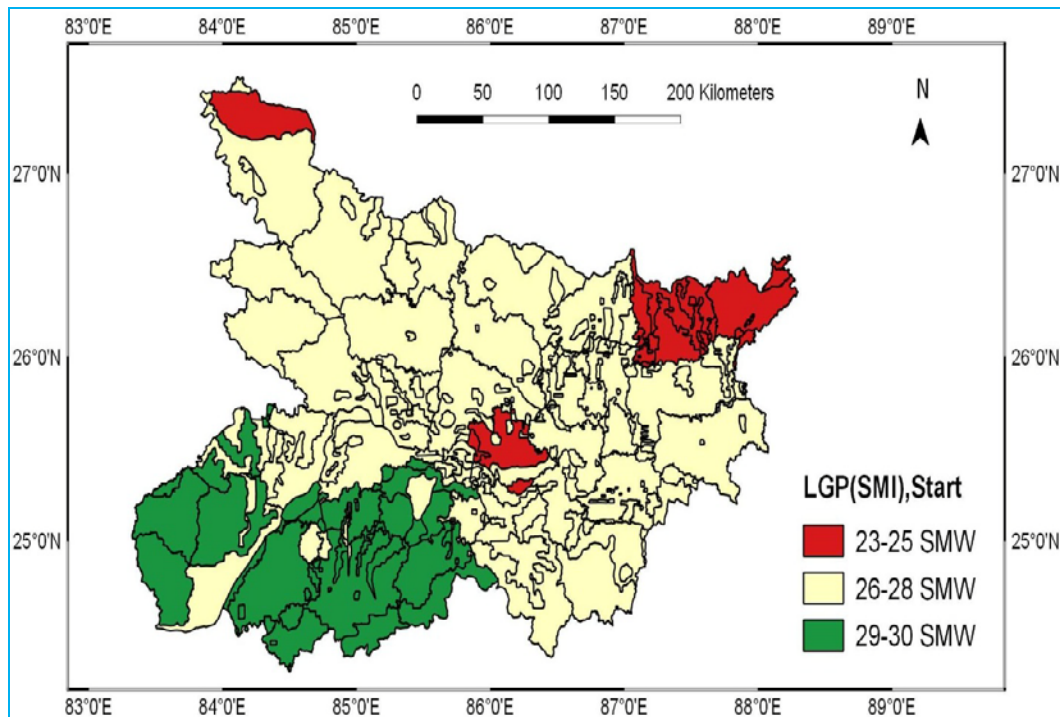 83°0'E 84°0'E 85°0'E 86°0'E 87°0'E 88°0'E 89°0'E
0 50 100 150 200 Kilometers
N
27°0'N 27°0'N
26°0'N 26°0'N
LGP(SMI),Start
23-25 SMW
25°0'N 25°0'N
26-28 SMW
29-30 SMW
83°0'E 84°0'E 85°0'E 86°0'E 87°0'E 88°0'E 89°0'E